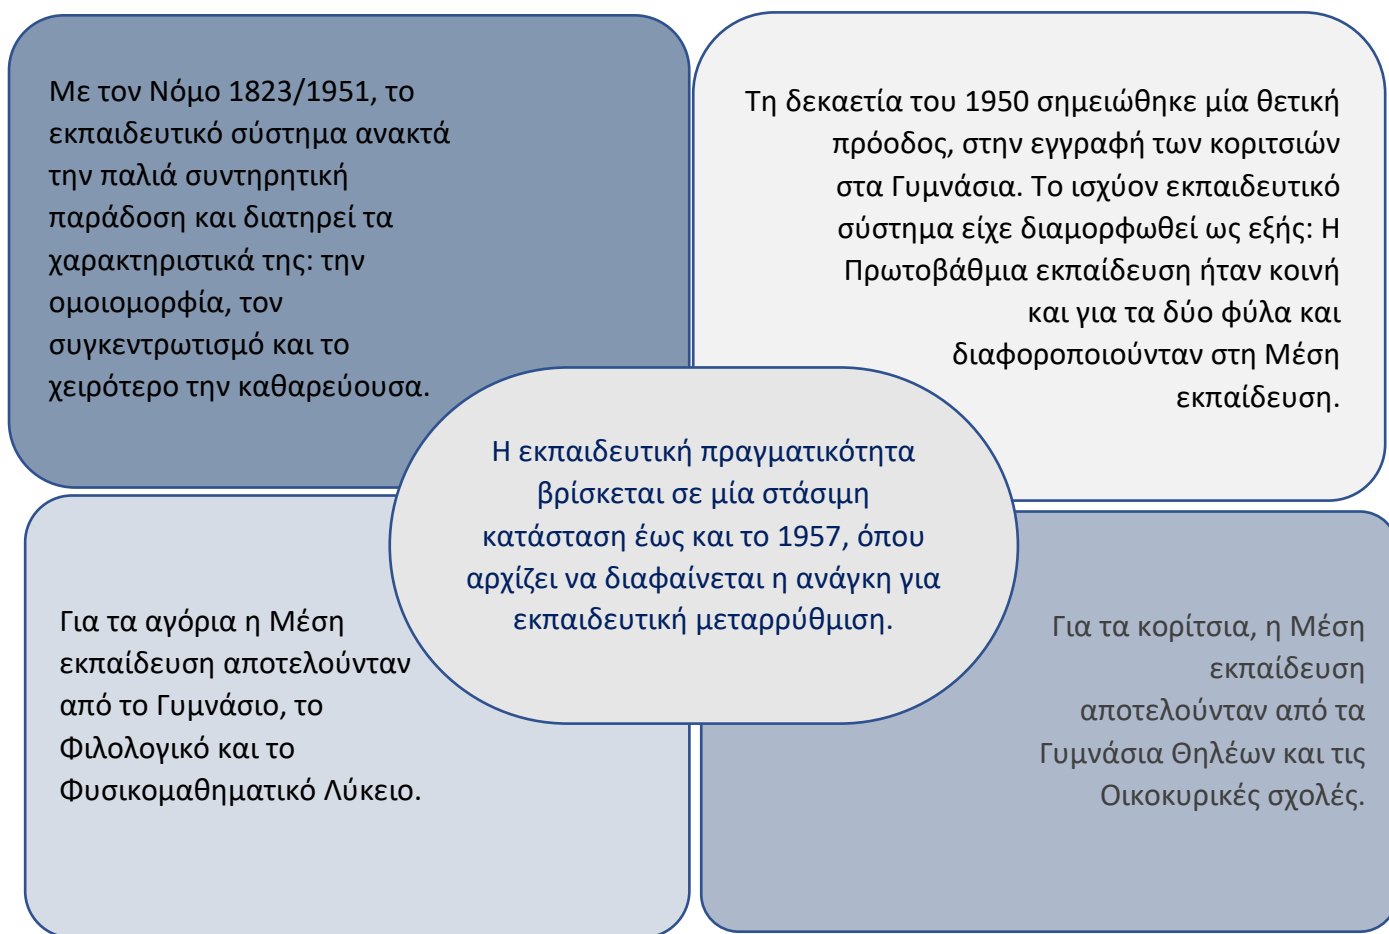 Με τον Νόμο 1823/1951, το
εκπαιδευτικό σύστημα ανακτά
την παλιά συντηρητική
παράδοση και διατηρεί τα
χαρακτηριστικά της: την
ομοιομορφία, τον
συγκεντρωτισμό και το
χειρότερο την καθαρεύουσα.
Τη δεκαετία του 1950 σημειώθηκε μία θετική
πρόοδος, στην εγγραφή των κοριτσιών
στα Γυμνάσια. Το ισχύον εκπαιδευτικό
σύστημα είχε διαμορφωθεί ως εξής: Η
Πρωτοβάθμια εκπαίδευση ήταν κοινή
και για τα δύο φύλα και
διαφοροποιούνταν στη Μέση
εκπαίδευση.
Η εκπαιδευτική πραγματικότητα
βρίσκεται σε μία στάσιμη
κατάσταση έως και το 1957, όπου
αρχίζει να διαφαίνεται η ανάγκη για
εκπαιδευτική μεταρρύθμιση.
Για τα αγόρια η Μέση
εκπαίδευση αποτελούνταν
από το Γυμνάσιο, το
Φιλολογικό και το
Φυσικομαθηματικό Λύκειο.
Για τα κορίτσια, η Μέση
εκπαίδευση
αποτελούνταν από τα
Γυμνάσια Θηλέων και τις
Οικοκυρικές σχολές.